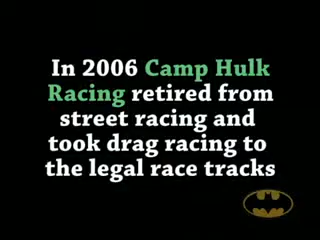 In 2006 Camp Hulk
Racing retired from
street racing and
took drag racing to
the legal race tracks